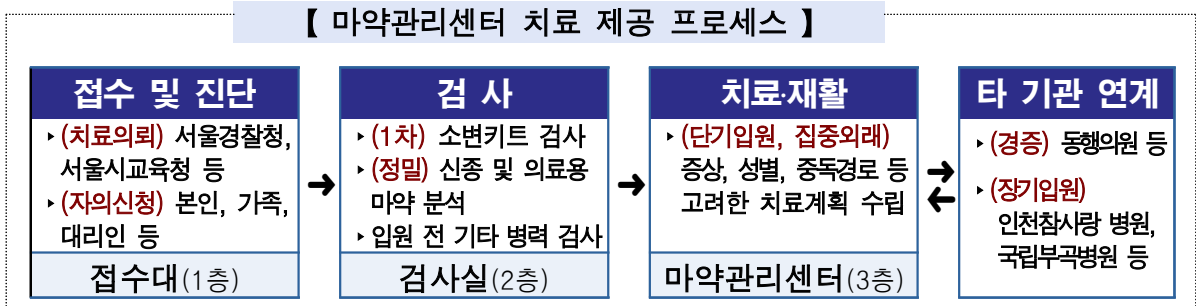 【 마약관리센터 치료 제공 프로세스 】
접수 및 진단
▸ (치료의뢰) 서울경찰청,
서울시교육청 등
▸ (자의신청) 본인, 가족,
대리인 등
접수대(1층)
검 사
▸ (1차) 소변키트 검사
▸ (정밀) 신종 및 의료용
마약 분석
▸ 입원 전 기타 병력 검사
검사실(2층)
치료·재활
▸ (단기입원, 집중외래)
증상, 성별, 중독경로 등
고려한 치료계획 수립
마약관리센터(3층)
타 기관 연계
▸ (경증) 동행의원 등
▸ (장기입원)
인천참사랑 병원,
국립부곡병원 등